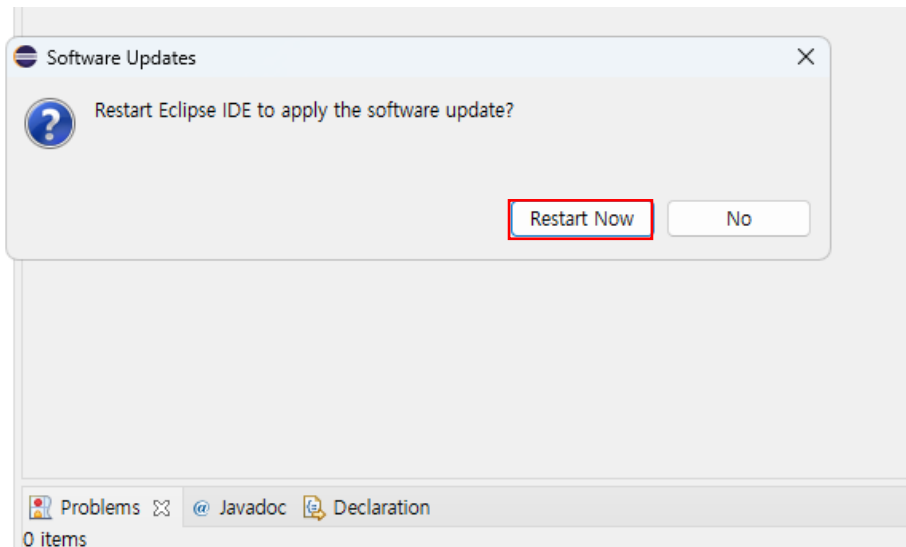 Software Updates
Restart Eclipse IDE to apply the software update?
Restart Now No
Problems @ Javadoc Declaration
0 items